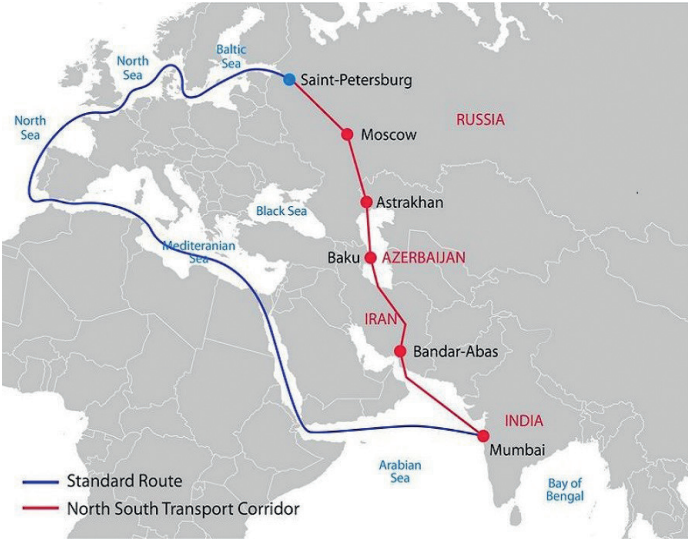 Baltic
Sea
North
Sea
Saint-Petersburg
North
Sea
RUSSIA
Moscow
Astrakhan
Black Sea
Mediteranian
Sea
Baku
AZERBAIJAN
IRAN
Bandar-Abas
INDIA
Mumbai
Arabian
Sea
Bay of
Bengal
Standard Route
North South Transport Corridor